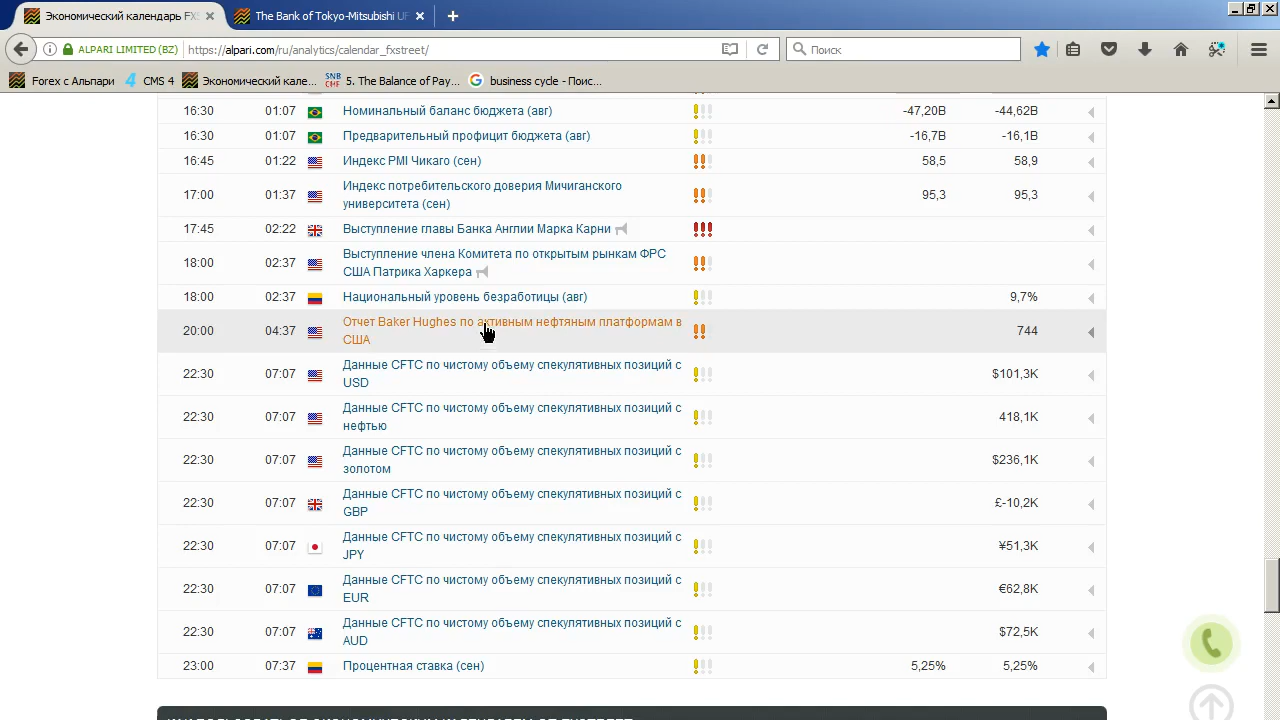 Экономический календарь FXS
The Bank of Tokyo-Mitsubishi UF
ALPARI LIMITED (BZ)
https://alpari.com/ru/analytics/calendar_fxstreet/
Поиск
Forex с Альпари
CMS 4
Экономический кале...
SNB CHF
5. The Balance of Pay...
business cycle - Поис...
16:30 01:07 Номинальный баланс бюджета (авг) -47,20B -44,62B
16:30 01:07 Предварительный профицит бюджета (авг) -16,7B -16,1B
16:45 01:22 Индекс PMI Чикаго (сен) 58,5 58,9
17:00 01:37 Индекс потребительского доверия Мичиганского 95,3 95,3
университета (сен)
17:45 02:22 Выступление главы Банка Англии Марка Карни
18:00 02:37 Выступление члена Комитета по открытым рынкам ФРС
США Патрика Харкера
18:00 02:37 Национальный уровень безработицы (авг) 9,7%
20:00 04:37 Отчет Baker Hughes по активным нефтяным платформам в 744
США
22:30 07:07 Данные CFTC по чистому объему спекулятивных позиций с $101,3K
USD
22:30 07:07 Данные CFTC по чистому объему спекулятивных позиций с 418,1K
нефтью
22:30 07:07 Данные CFTC по чистому объему спекулятивных позиций с $236,1K
золотом
22:30 07:07 Данные CFTC по чистому объему спекулятивных позиций с £-10,2K
GBP
22:30 07:07 Данные CFTC по чистому объему спекулятивных позиций с ¥51,3K
JPY
22:30 07:07 Данные CFTC по чистому объему спекулятивных позиций с €62,8K
EUR
22:30 07:07 Данные CFTC по чистому объему спекулятивных позиций с $72,5K
AUD
23:00 07:37 Процентная ставка (сен) 5,25% 5,25%